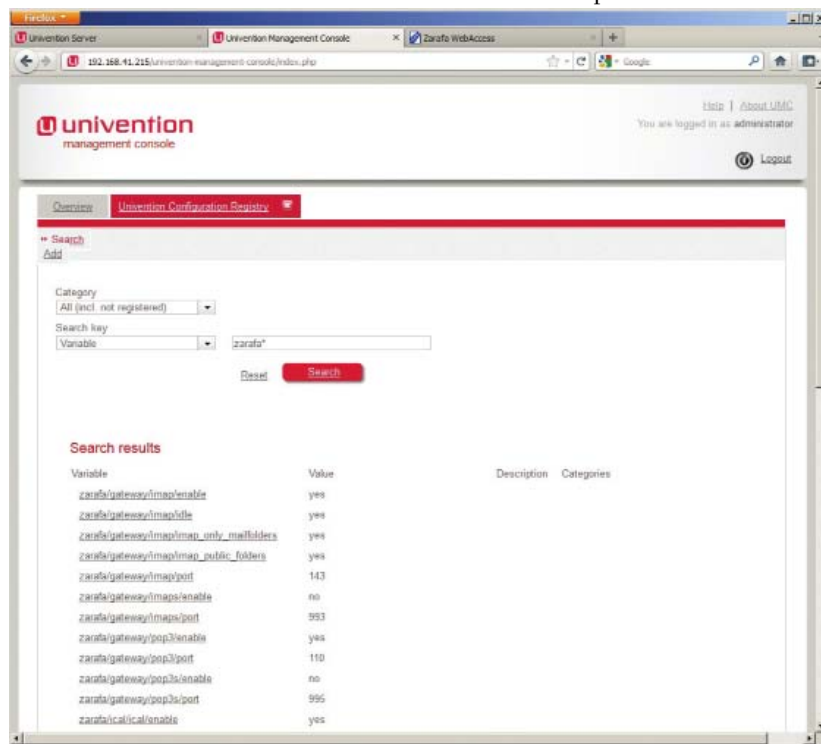 Firefox
Univention Server
Univention Management Console
Zarafa WebAccess
192.168.41.215/univention-management-console/index.php
Google
Help | About UMC
univention
management console
You are logged in as administrator
Logout
Overview
Univention Configuration Registry
Search
Add
Category
All (incl. not registered)
Search key
Variable
zarafa*
Reset
Search
Search results
Variable Value Description Categories
zarafa/gateway/imap/enable yes
zarafa/gateway/imap/idle yes
zarafa/gateway/imap/imap_only_mailfolders yes
zarafa/gateway/imap/imap_public_folders yes
zarafa/gateway/imap/port 143
zarafa/gateway/imaps/enable no
zarafa/gateway/imaps/port 993
zarafa/gateway/pop3/enable yes
zarafa/gateway/pop3/port 110
zarafa/gateway/pop3s/enable no
zarafa/gateway/pop3s/port 995
zarafa/ical/ical/enable yes